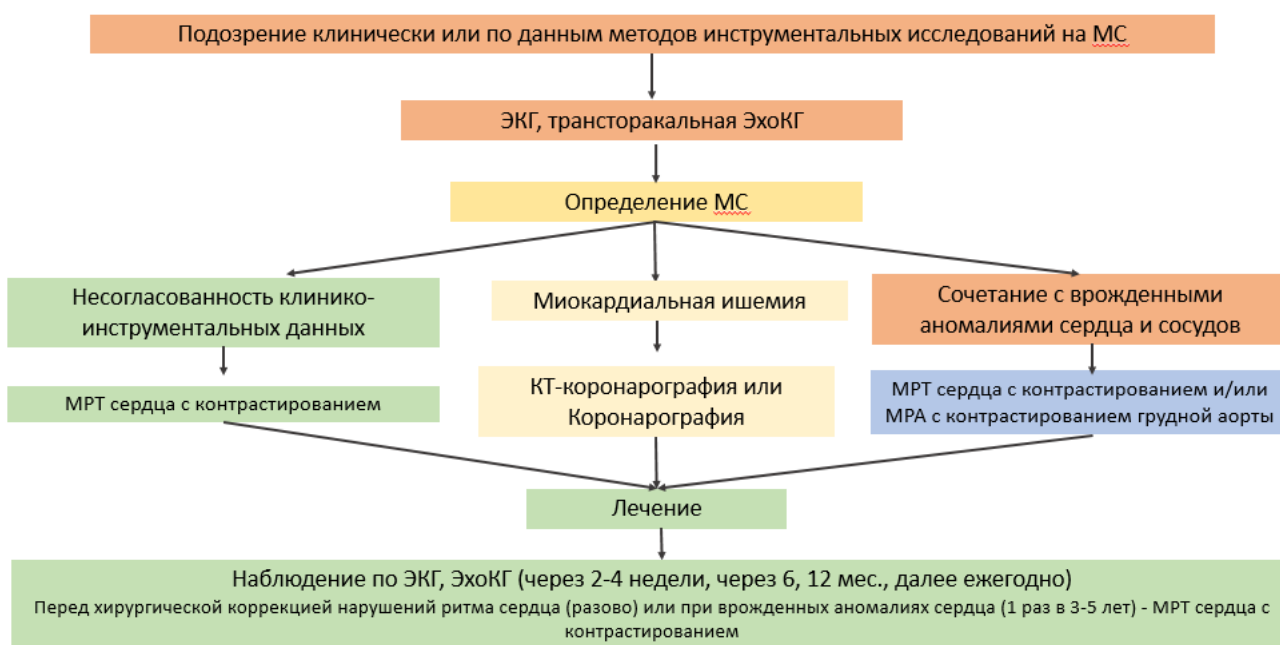 Подозрение клинически или по данным методов инструментальных исследований на МС
ЭКГ, трансторакальная ЭхоКГ
Определение МС
Несогласованность клинико-
инструментальных данных
Миокардиальная ишемия
Сочетание с врожденными
аномалиями сердца и сосудов
МРТ сердца с контрастированием
КТ-коронарография или
Коронарография
МРТ сердца с контрастированием и/или
МРА с контрастированием грудной аорты
Лечение
Наблюдение по ЭКГ, ЭхоКГ (через 2-4 недели, через 6, 12 мес., далее ежегодно)
Перед хирургической коррекцией нарушений ритма сердца (разово) или при врожденных аномалиях сердца (1 раз в 3-5 лет) - МРТ сердца с
контрастированием